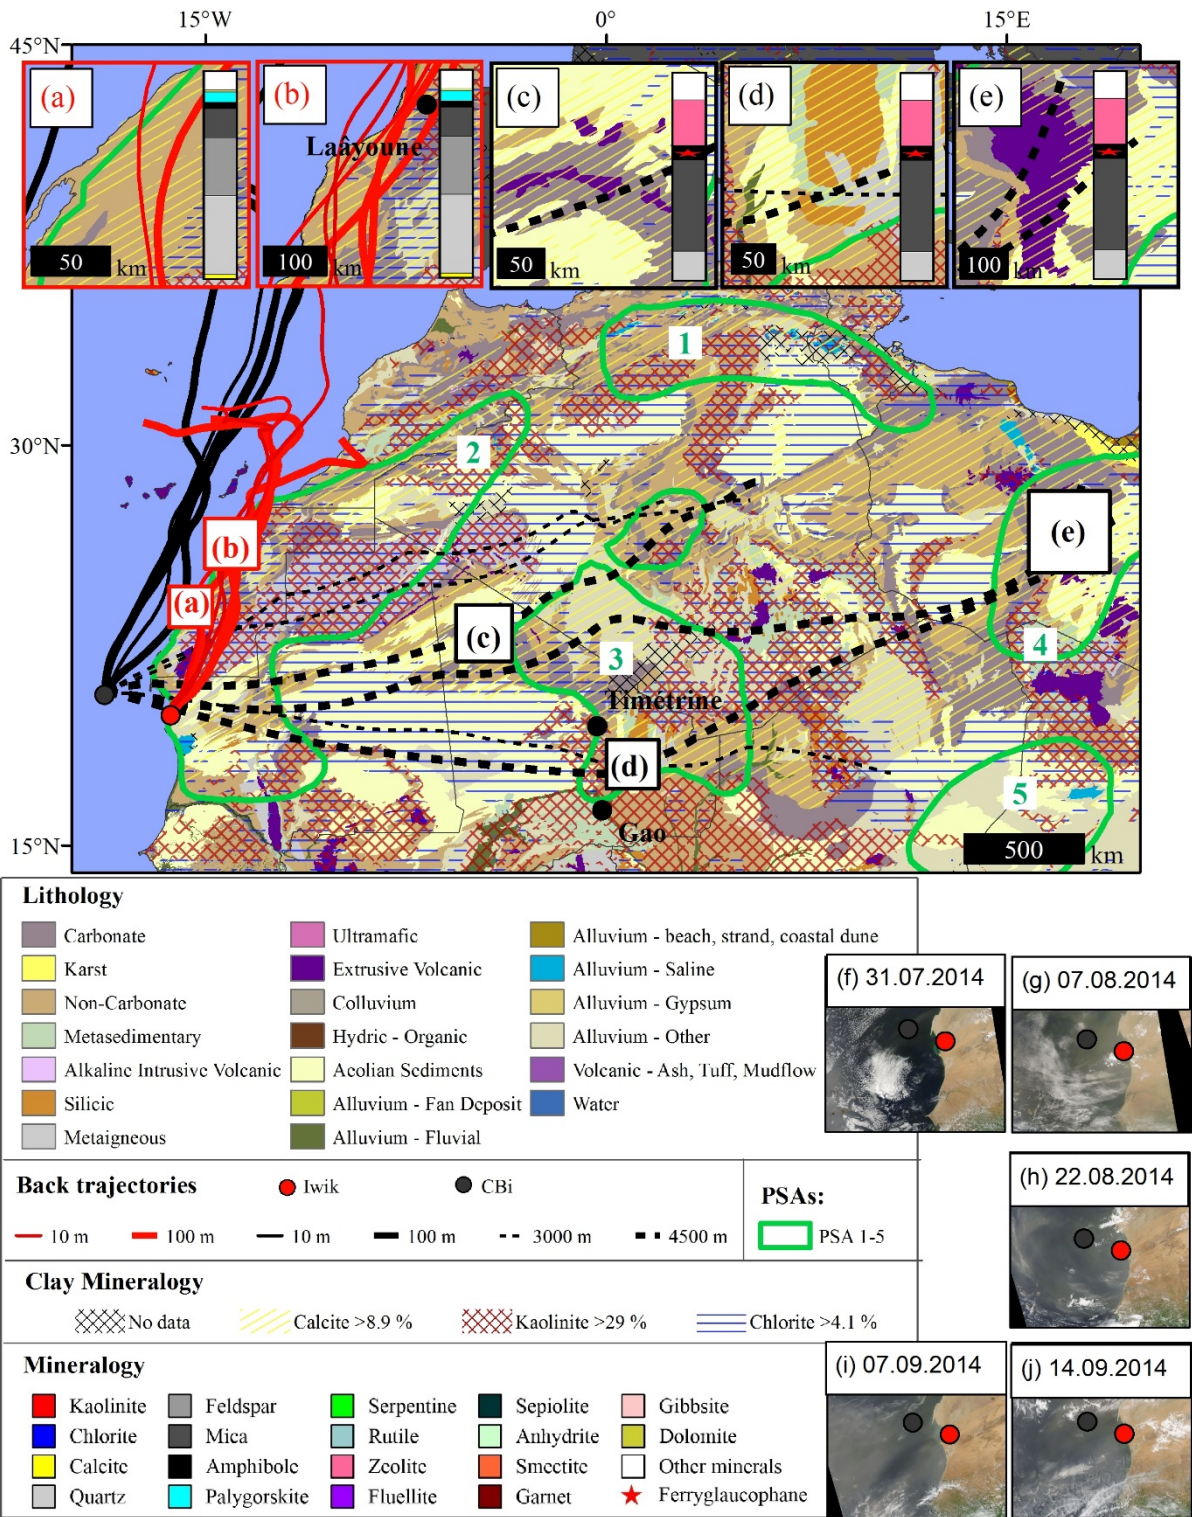 15°W 0° 15°E
45°N
(a) (b) (c) (d) (e)
Laâyoune
50 km 100 km 50 km 50 km 100 km
1
30°N
2
(e)
(b)
(a)
(c)
3
4
Timétrine
(d)
5
Gao
15°N
500 km
Lithology
Carbonate Ultramafic Alluvium - beach, strand, coastal dune
Karst Extrusive Volcanic Alluvium - Saline
Non-Carbonate Colluvium Alluvium - Gypsum
Metasedimentary Hydric - Organic Alluvium - Other
Alkaline Intrusive Volcanic Aeolian Sediments Volcanic - Ash, Tuff, Mudflow
Silicic Alluvium - Fan Deposit Water
Metaigneous Alluvium - Fluvial
(f) 31.07.2014 (g) 07.08.2014
Back trajectories Iwik CBi PSAs:
10 m 100 m 10 m 100 m 3000 m 4500 m PSA 1-5
(h) 22.08.2014
Clay Mineralogy
No data Calcite >8.9 % Kaolinite >29 % Chlorite >4.1 %
Mineralogy
(i) 07.09.2014 (j) 14.09.2014
Kaolinite Feldspar Serpentine Sepiolite Gibbsite
Chlorite Mica Rutile Anhydrite Dolomite
Calcite Amphibole Zeolite Smectite Other minerals
Quartz Palygorskite Fluellite Garnet Ferryglaucophane